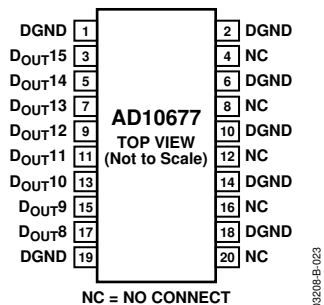 DGND 1 2 DGND
DOUT15 3 4 NC
DOUT14 5 6 DGND
DOUT13 7 8 NC
DOUT12 9 10 DGND
DOUT11 11 12 NC
DOUT10 13 14 DGND
DOUT9 15 16 NC
DOUT8 17 18 DGND
DGND 19 20 NC
AD10677
TOP VIEW
(Not to Scale)
NC = NO CONNECT
03208-B-023